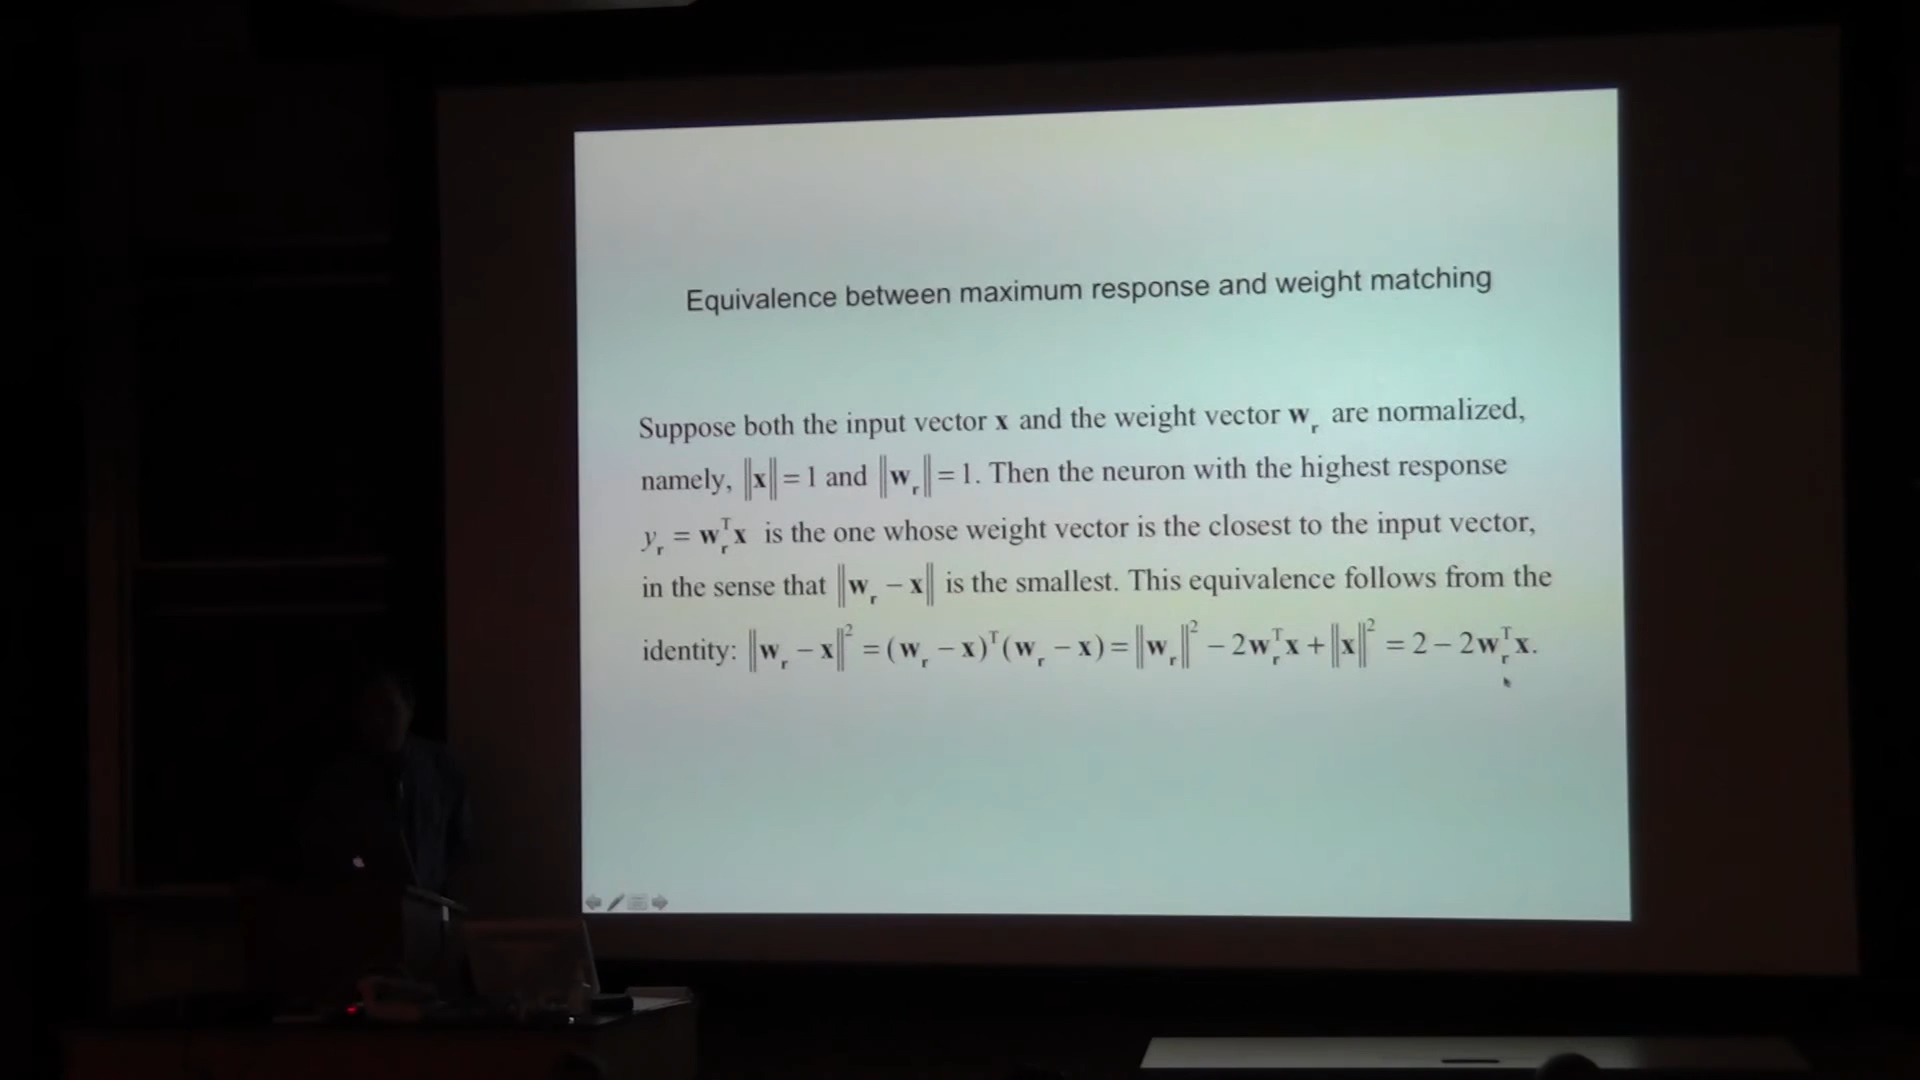 Equivalence between maximum response and weight matching
Suppose both the input vector x and the weight vector w_r are normalized,
namely, ‖x‖ = 1 and ‖w_r‖ = 1. Then the neuron with the highest response
y_r = w_r^T x is the one whose weight vector is the closest to the input vector,
in the sense that ‖w_r − x‖ is the smallest. This equivalence follows from the
identity: ‖w_r − x‖² = (w_r − x)^T (w_r − x) = ‖w_r‖² − 2w_r^T x + ‖x‖² = 2 − 2w_r^T x.